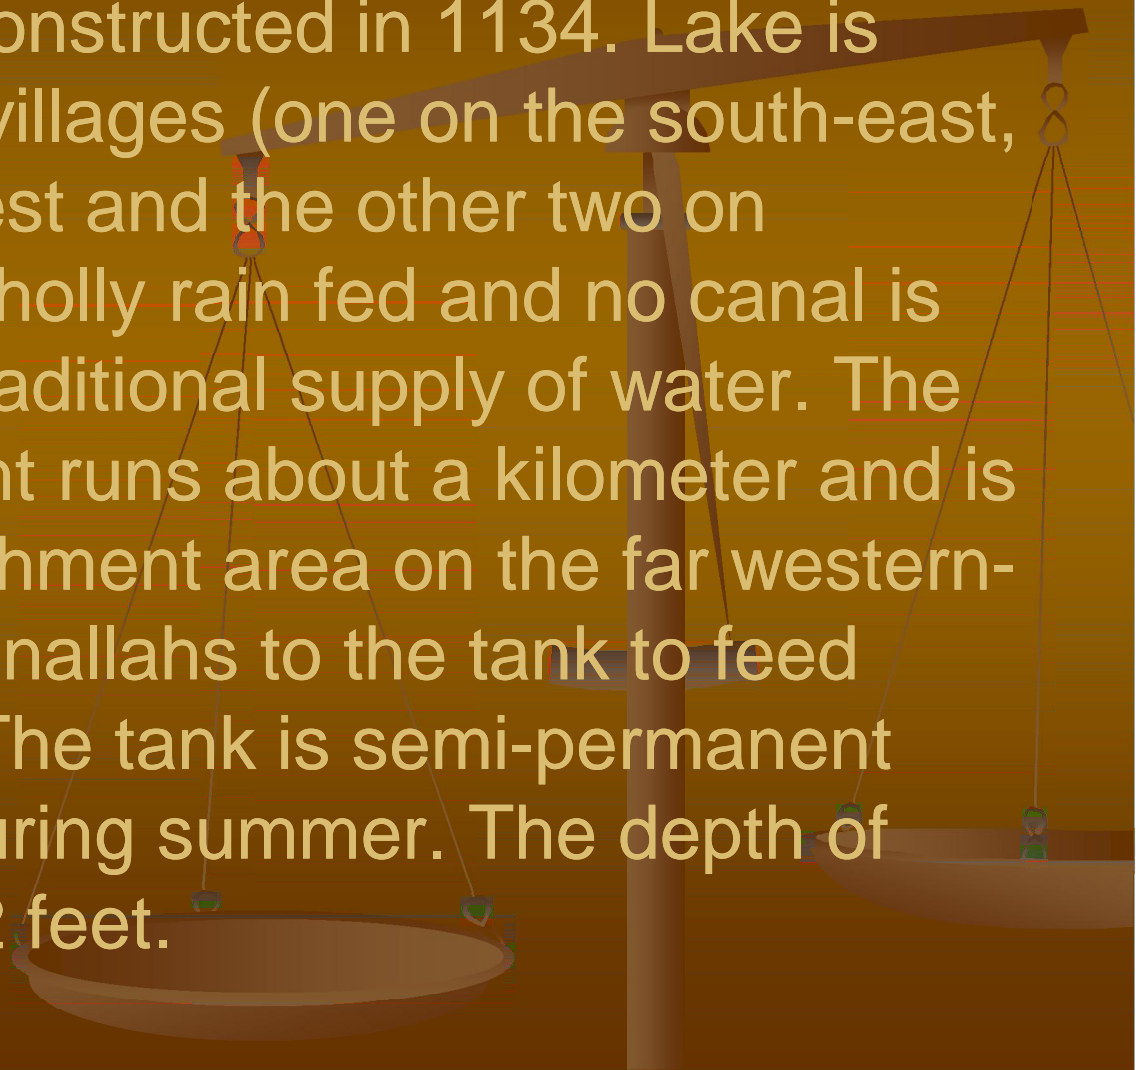 onstructed in 1134. Lake is
villages (one on the south-east,
est and the other two on
holly rain fed and no canal is
aditional supply of water. The
nt runs about a kilometer and is
hment area on the far western-
nallahs to the tank to feed
The tank is semi-permanent
uring summer. The depth of
2 feet.